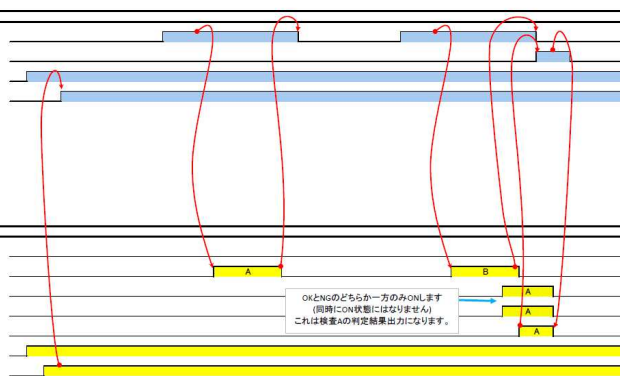 A
B
OKとNGのどちらか一方のみONします
(同時にON状態にはなりません)
これは検査Aの判定結果出力になります。
A
A
A